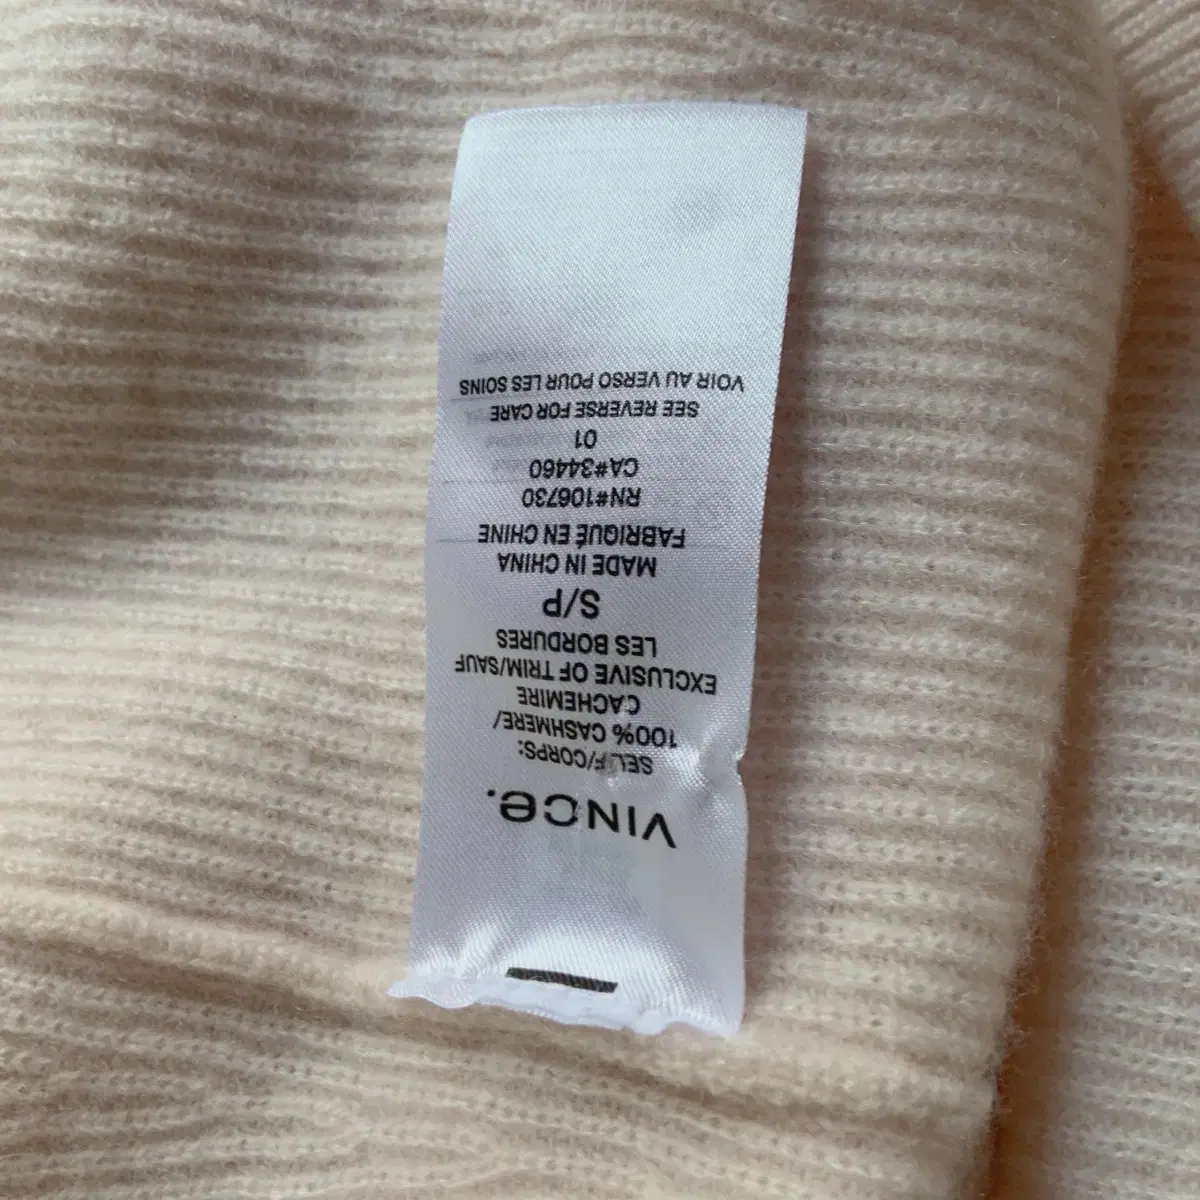 VINCE.
SELF/CORPS:
100% CASHMERE/
CACHEMIRE
EXCLUSIVE OF TRIM/SAUF
LES BORDURES
S/P
MADE IN CHINA
FABRIQUÉ EN CHINE
RN#106730
CA#34460
01
SEE REVERSE FOR CARE
VOIR AU VERSO POUR LES SOINS